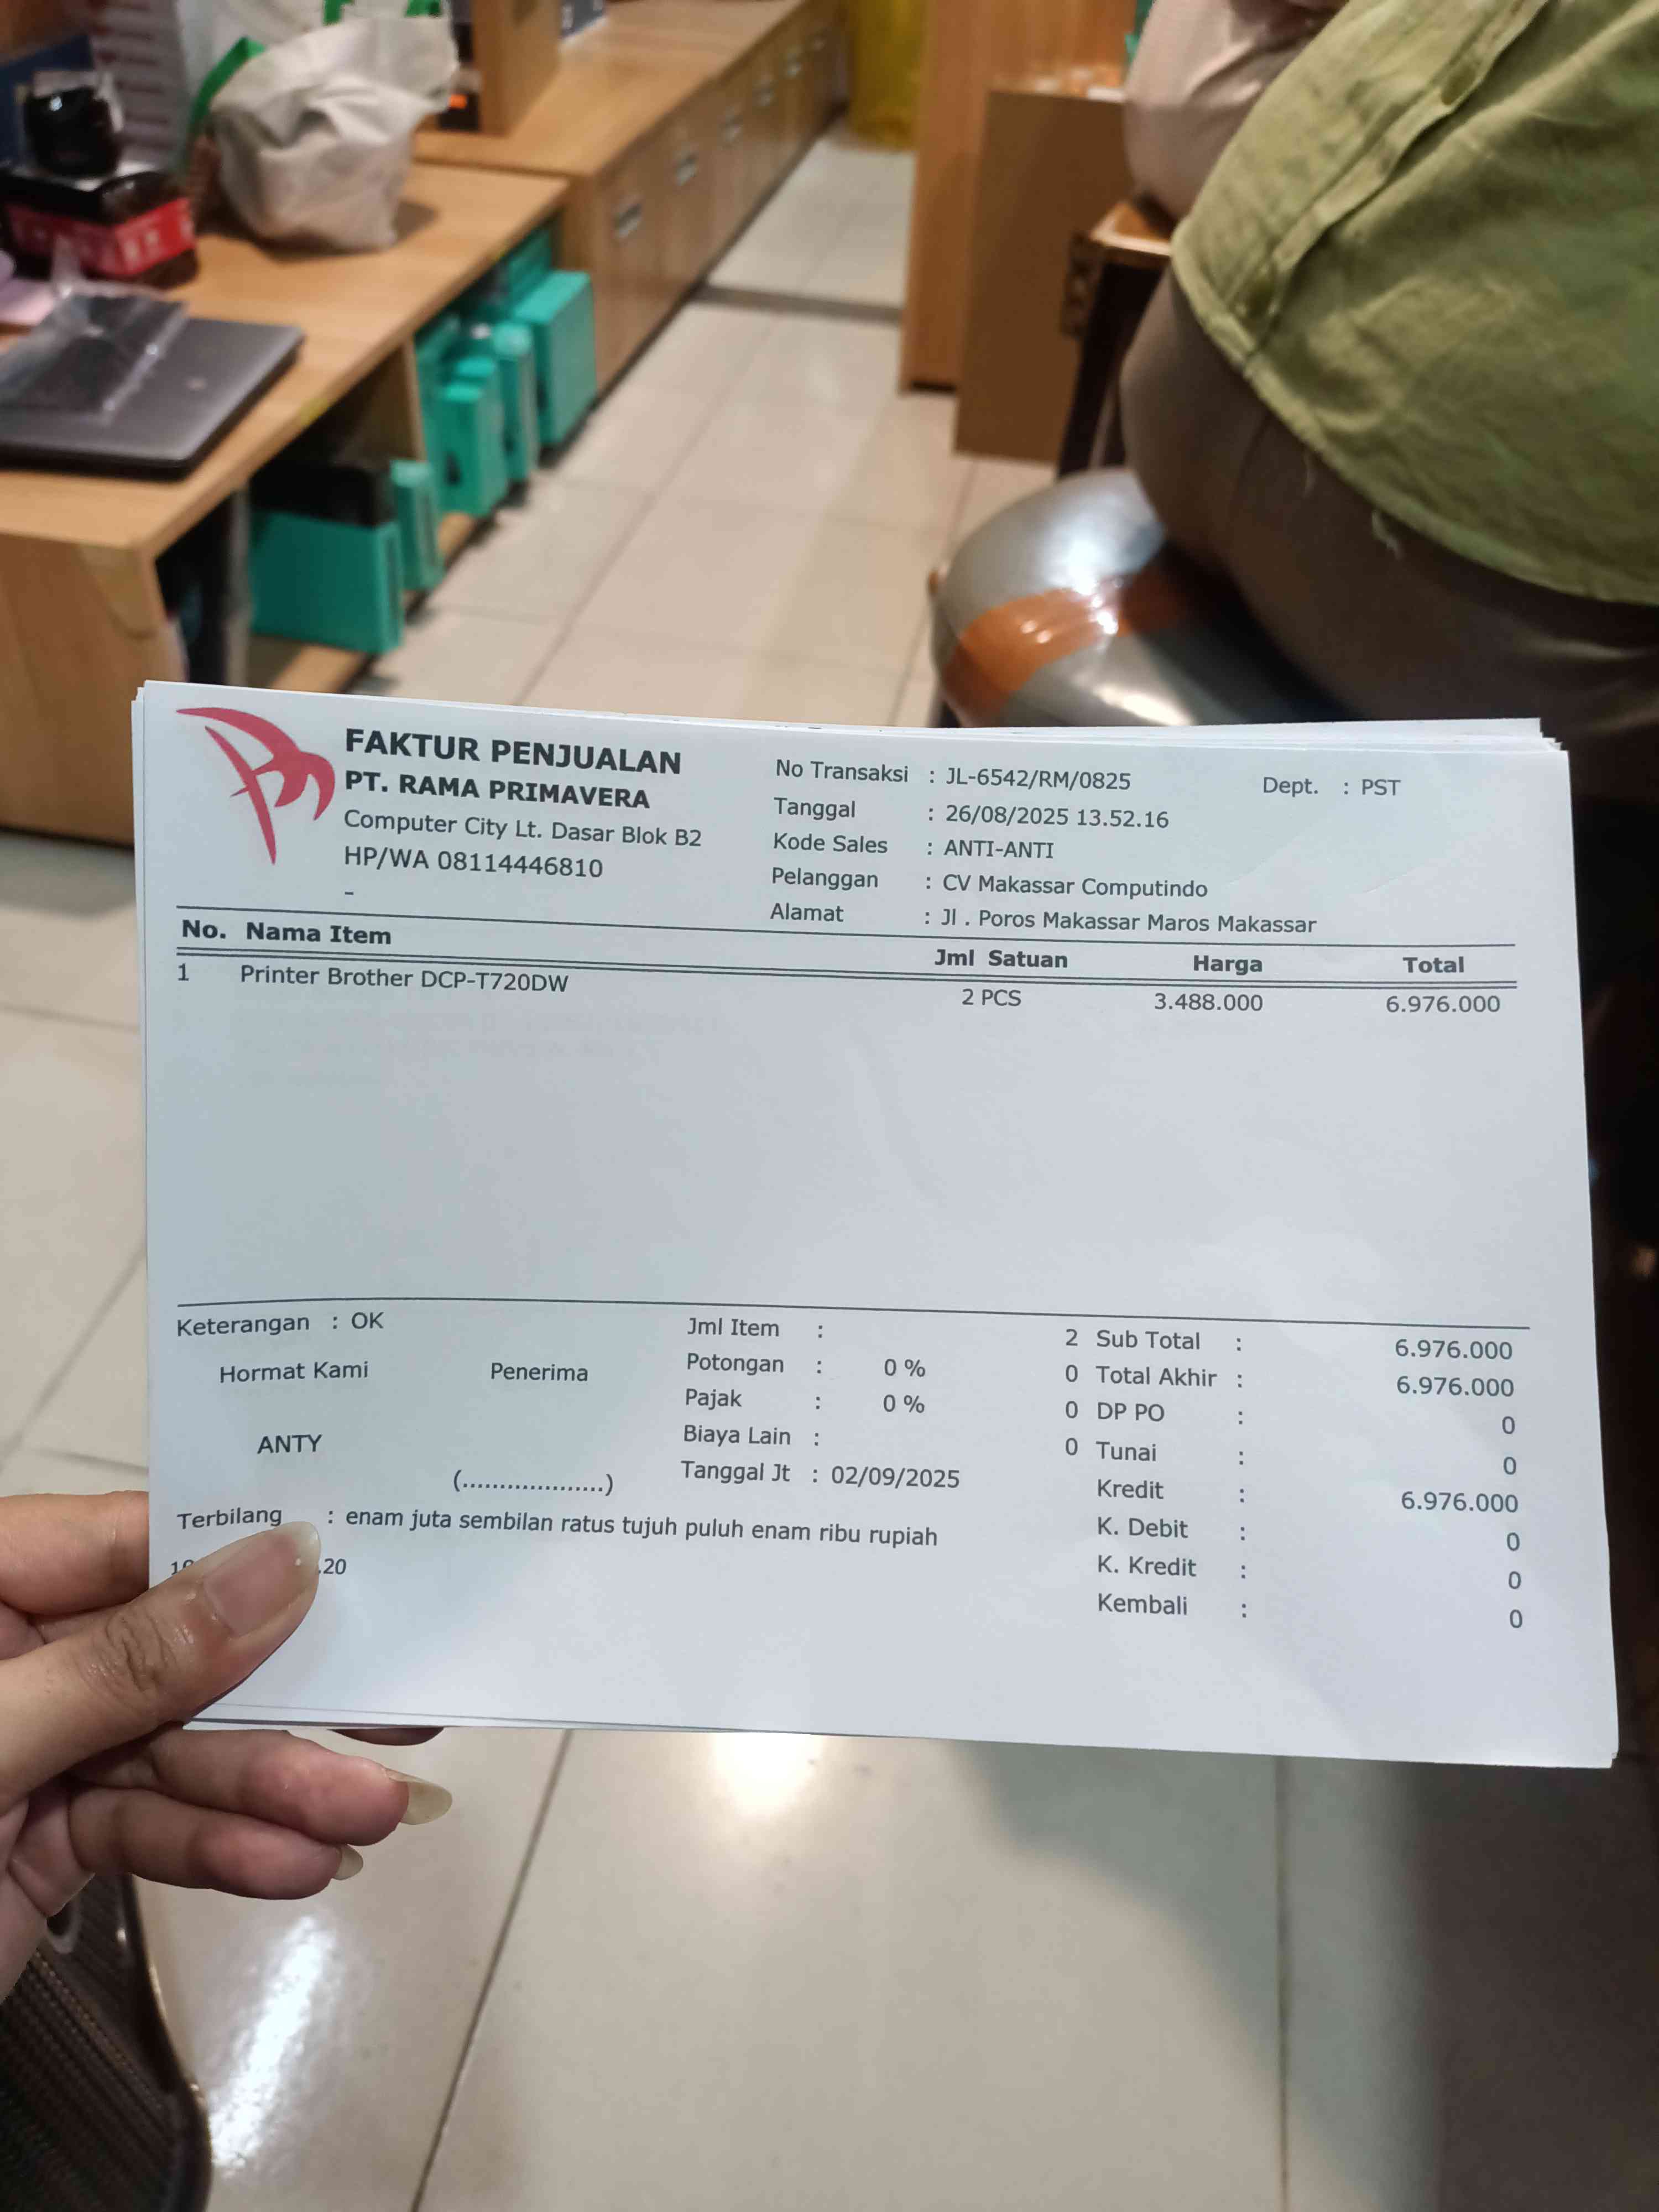 FAKTUR PENJUALAN
PT. RAMA PRIMAVERA
Computer City Lt. Dasar Blok B2
HP/WA 08114446810
-
No Transaksi : JL-6542/RM/0825 Dept. : PST
Tanggal : 26/08/2025 13.52.16
Kode Sales : ANTI-ANTI
Pelanggan : CV Makassar Computindo
Alamat : Jl . Poros Makassar Maros Makassar
No. Nama Item Jml Satuan Harga Total
1 Printer Brother DCP-T720DW 2 PCS 3.488.000 6.976.000
Keterangan : OK
Hormat Kami Penerima
ANTY
(...................)
Jml Item : 2
Potongan : 0 % 0
Pajak : 0 % 0
Biaya Lain : 0
Tanggal Jt : 02/09/2025
Sub Total : 6.976.000
Total Akhir : 6.976.000
DP PO : 0
Tunai : 0
Kredit : 6.976.000
K. Debit : 0
K. Kredit : 0
Kembali : 0
Terbilang : enam juta sembilan ratus tujuh puluh enam ribu rupiah
.20